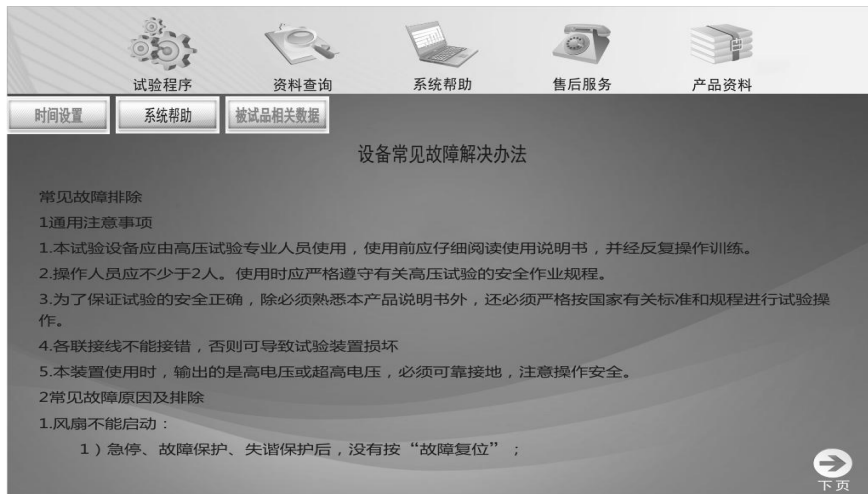 试验程序 资料查询 系统帮助 售后服务 产品资料
时间设置 系统帮助 被试品相关数据
设备常见故障解决办法
常见故障排除
1通用注意事项
1.本试验设备应由高压试验专业人员使用，使用前应仔细阅读使用说明书，并经反复操作训练。
2.操作人员应不少于2人。使用时应严格遵守有关高压试验的安全作业规程。
3.为了保证试验的安全正确，除必须熟悉本产品说明书外，还必须严格按国家有关标准和规程进行试验操
作。
4.各联接线不能接错，否则可导致试验装置损坏
5.本装置使用时，输出的是高电压或超高电压，必须可靠接地，注意操作安全。
2常见故障原因及排除
1.风扇不能启动：
1）急停、故障保护、失谐保护后，没有按“故障复位”；
下页